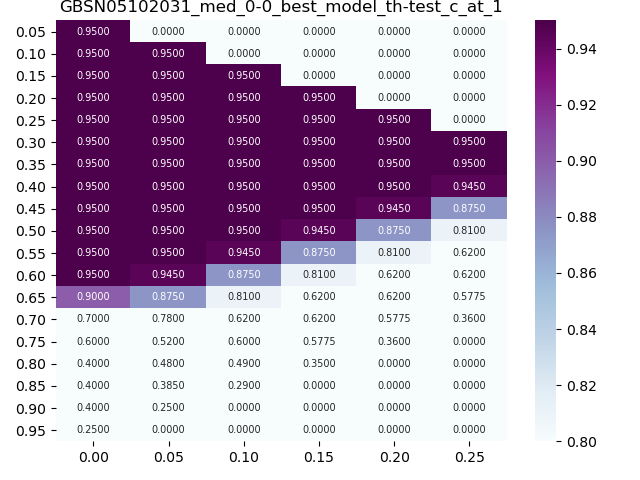 GBSN05102031_med_0-0_best_model_th-test_c_at_1
0.05 0.9500 0.0000 0.0000 0.0000 0.0000 0.0000
0.10 0.9500 0.9500 0.0000 0.0000 0.0000 0.0000
0.15 0.9500 0.9500 0.9500 0.0000 0.0000 0.0000
0.20 0.9500 0.9500 0.9500 0.9500 0.0000 0.0000
0.25 0.9500 0.9500 0.9500 0.9500 0.9500 0.0000
0.30 0.9500 0.9500 0.9500 0.9500 0.9500 0.9500
0.35 0.9500 0.9500 0.9500 0.9500 0.9500 0.9500
0.40 0.9500 0.9500 0.9500 0.9500 0.9500 0.9450
0.45 0.9500 0.9500 0.9500 0.9500 0.9450 0.8750
0.50 0.9500 0.9500 0.9500 0.9450 0.8750 0.8100
0.55 0.9500 0.9500 0.9450 0.8750 0.8100 0.6200
0.60 0.9500 0.9450 0.8750 0.8100 0.6200 0.6200
0.65 0.9000 0.8750 0.8100 0.6200 0.6200 0.5775
0.70 0.7000 0.7800 0.6200 0.6200 0.5775 0.3600
0.75 0.6000 0.5200 0.6000 0.5775 0.3600 0.0000
0.80 0.4000 0.4800 0.4900 0.3500 0.0000 0.0000
0.85 0.4000 0.3850 0.2900 0.0000 0.0000 0.0000
0.90 0.4000 0.2500 0.0000 0.0000 0.0000 0.0000
0.95 0.2500 0.0000 0.0000 0.0000 0.0000 0.0000
0.00 0.05 0.10 0.15 0.20 0.25
0.94
0.92
0.90
0.88
0.86
0.84
0.82
0.80